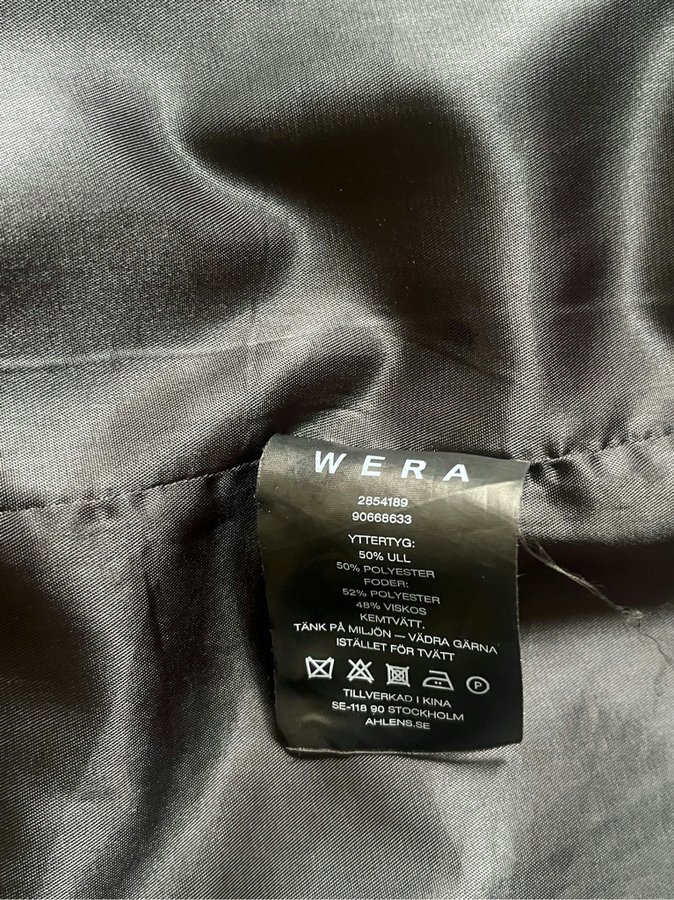 WERA
2854189
90668633
YTTERTYG:
50% ULL
50% POLYESTER
FODER:
52% POLYESTER
48% VISKOS
KEMTVÄTT.
TÄNK PÅ MILJÖN — VÄDRA GÄRNA
ISTÄLLET FÖR TVÄTT
P
TILLVERKAD I KINA
SE-118 90 STOCKHOLM
AHLENS.SE